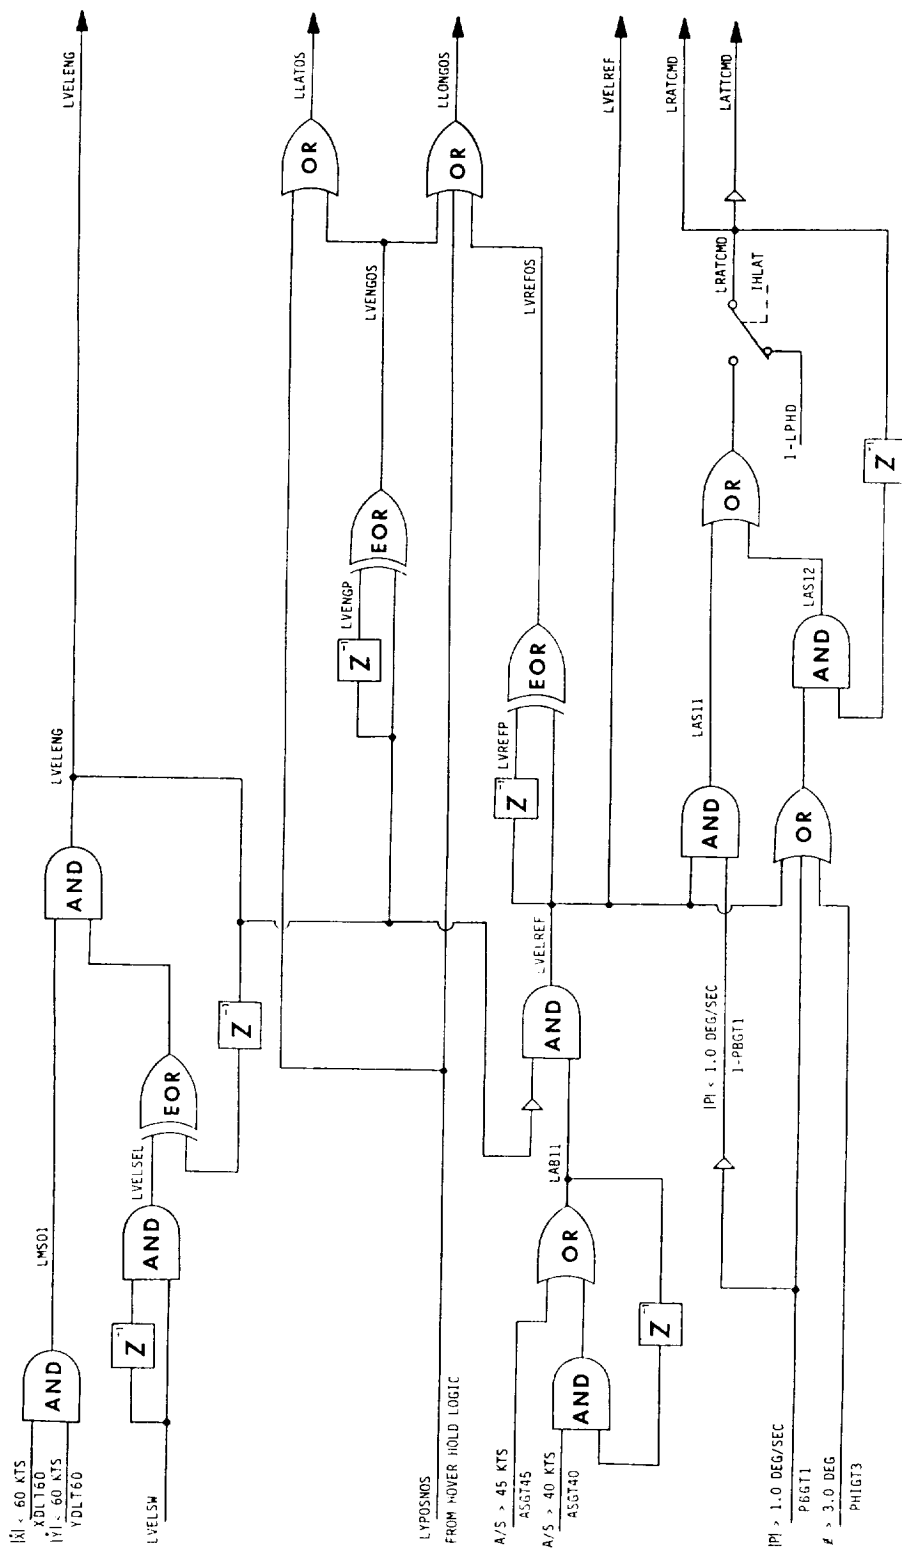 |Ẋ| < 60 KTS
XDLT60
|Ẏ| < 60 KTS
YDLT60
AND
LMSO1
AND
LVELENG
LVELENG
LVELSW
Z⁻¹
AND
LVELSEL
EOR
Z⁻¹
OR
LLATOS
LVENGOS
Z⁻¹
LVENGP
EOR
LYPOSNOS
FROM HOVER HOLD LOGIC
OR
LLONGOS
LVREFOS
A/S > 45 KTS
ASGT45
A/S > 40 KTS
ASGT40
AND
OR
LAB11
Z⁻¹
AND
LVELREF
Z⁻¹
LVREFP
EOR
LVELREF
|P| < 1.0 DEG/SEC
1-PBGT1
AND
LAS11
OR
1-LPHD
LRATCMD
IHLAT
LRATCMD
LATTCMD
|P| > 1.0 DEG/SEC
PBGT1
> 3.0 DEG
PHIGT3
OR
AND
LAS12
Z⁻¹